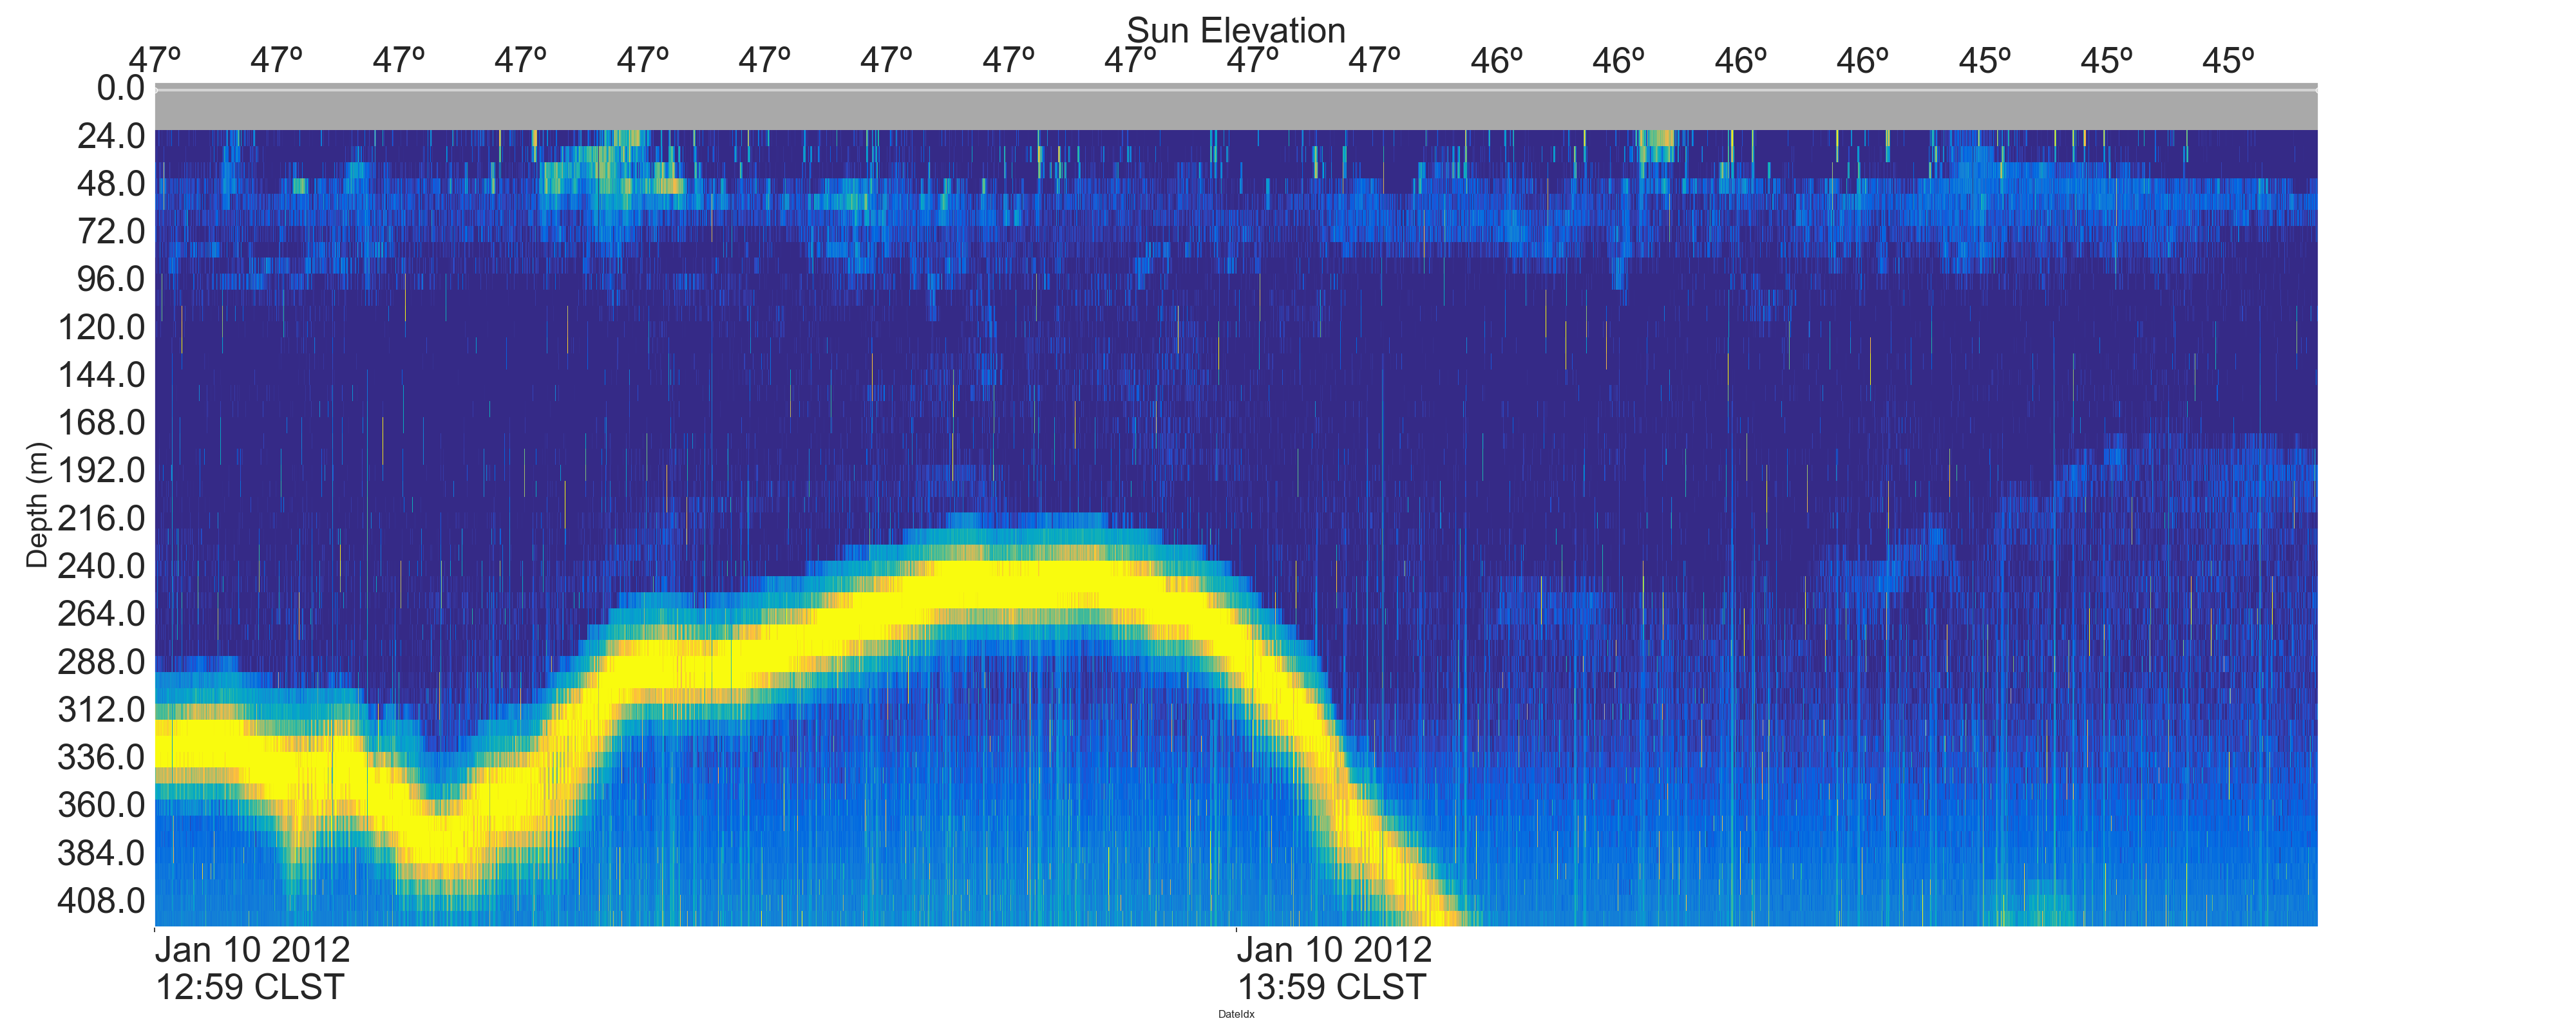 Sun Elevation
47º 47º 47º 47º 47º 47º 47º 47º 47º 47º 47º 46º 46º 46º 46º 45º 45º 45º
0.0
24.0
48.0
72.0
96.0
120.0
144.0
168.0
192.0
216.0
240.0
264.0
288.0
312.0
336.0
360.0
384.0
408.0
Depth (m)
Jan 10 2012
12:59 CLST
Jan 10 2012
13:59 CLST
DateIdx